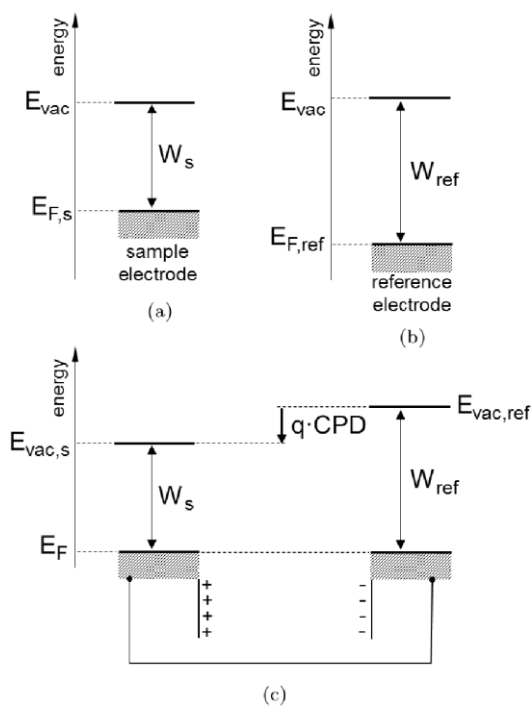 energy
E_vac
W_s
E_F,s
sample
electrode
(a)
energy
E_vac
W_ref
E_F,ref
reference
electrode
(b)
energy
E_vac,s
W_s
E_F
q·CPD
E_vac,ref
W_ref
+
+
+
+
-
-
-
-
(c)